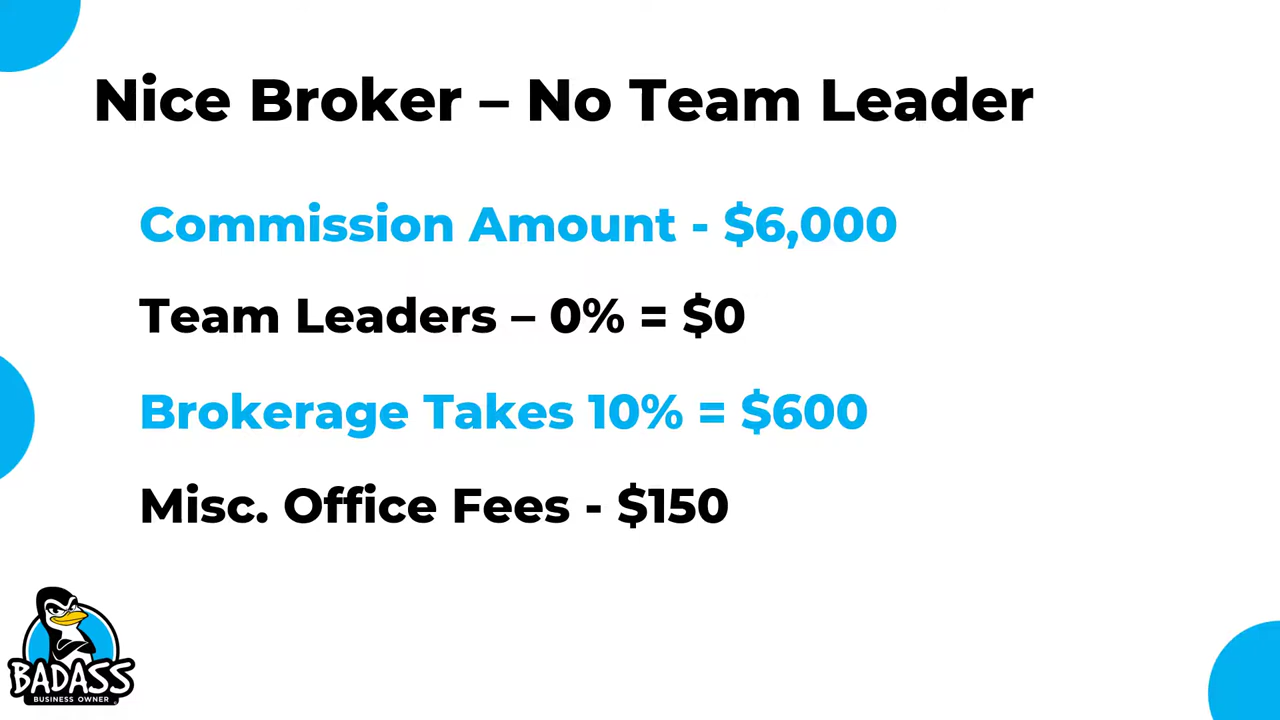 Nice Broker – No Team Leader
Commission Amount - $6,000
Team Leaders – 0% = $0
Brokerage Takes 10% = $600
Misc. Office Fees - $150
BADASS
BUSINESS OWNER